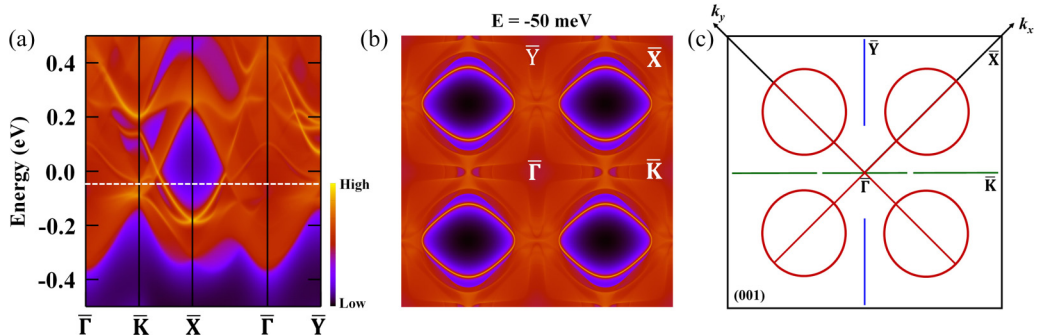 E = -50 meV
(a)
Energy (eV)
0.4
0.2
0.0
-0.2
-0.4
High
Low
Γ̅ K̅ X̅ Γ̅ Y̅
(b)
Y̅ X̅
Γ̅ K̅
(c)
k_y k_x
Y̅ X̅
Γ̅ K̅
(001)